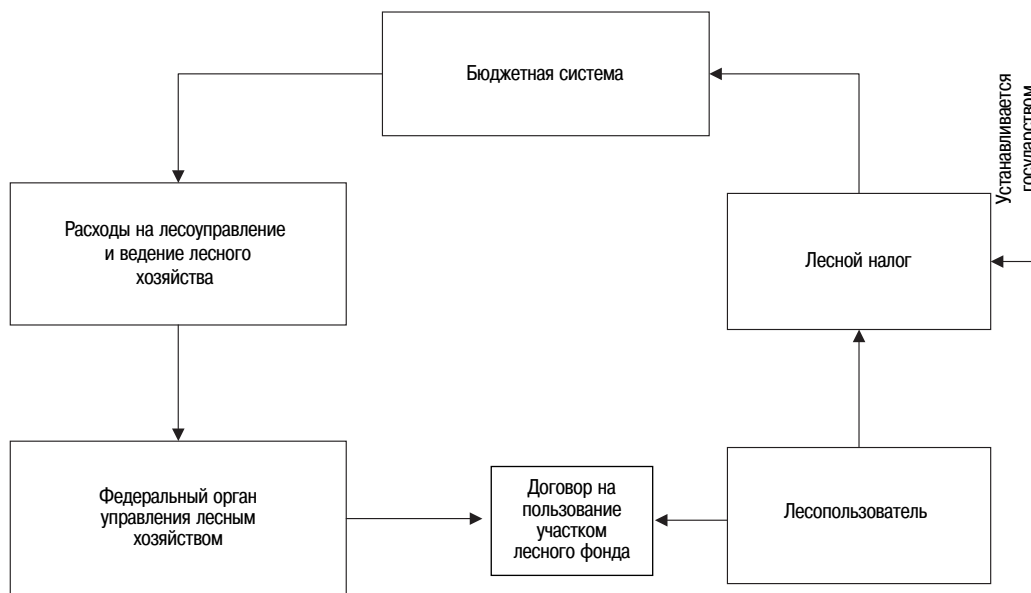 Бюджетная система
Устанавливается
государством
Расходы на лесоуправление
и ведение лесного
хозяйства
Лесной налог
Федеральный орган
управления лесным
хозяйством
Договор на
пользование
участком
лесного фонда
Лесопользователь